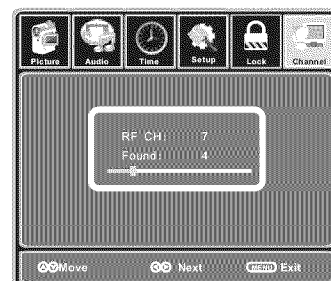 Picture Audio Time Setup Lock Channel
RF CH: 7
Found: 4
Move Next MENU Exit